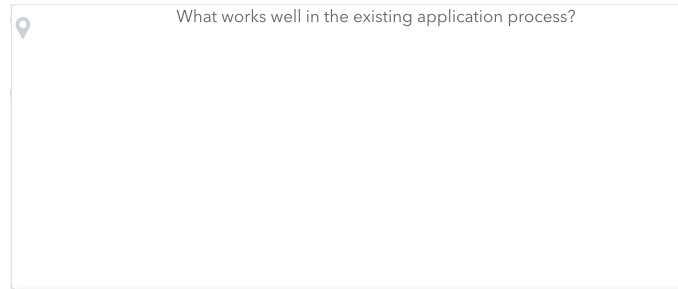 What works well in the existing application process?